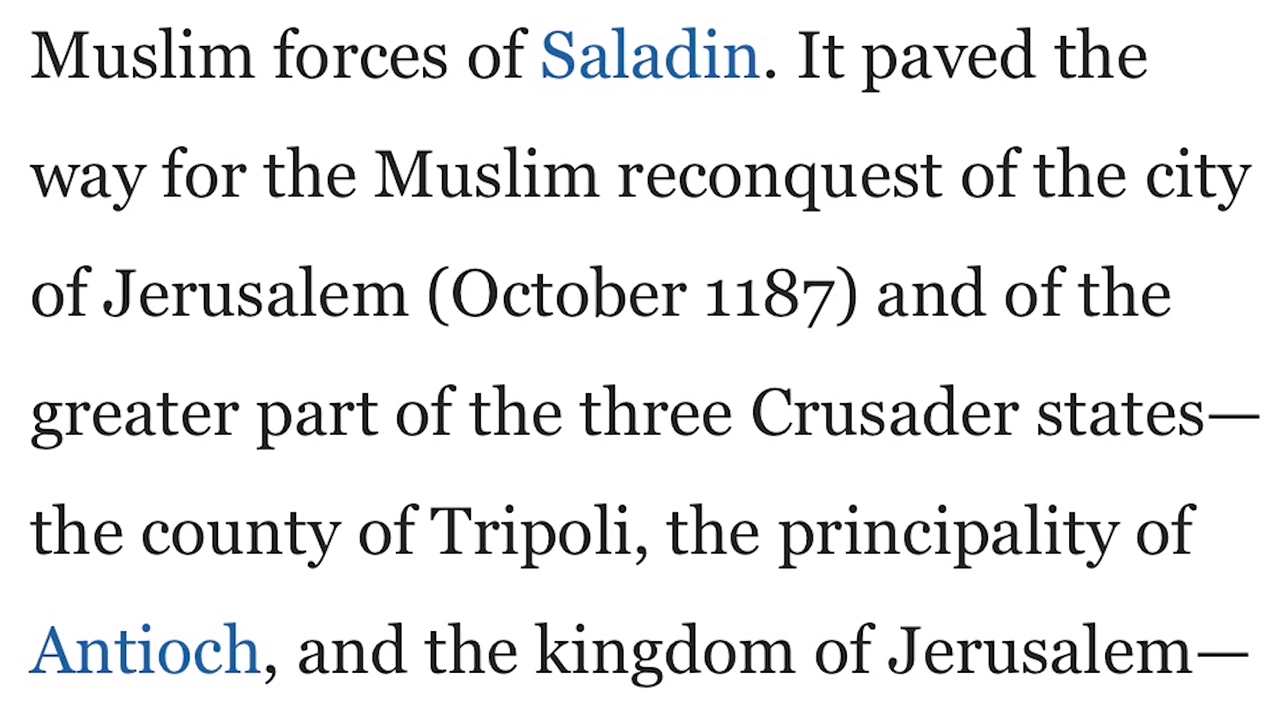 Muslim forces of Saladin. It paved the
way for the Muslim reconquest of the city
of Jerusalem (October 1187) and of the
greater part of the three Crusader states—
the county of Tripoli, the principality of
Antioch, and the kingdom of Jerusalem—